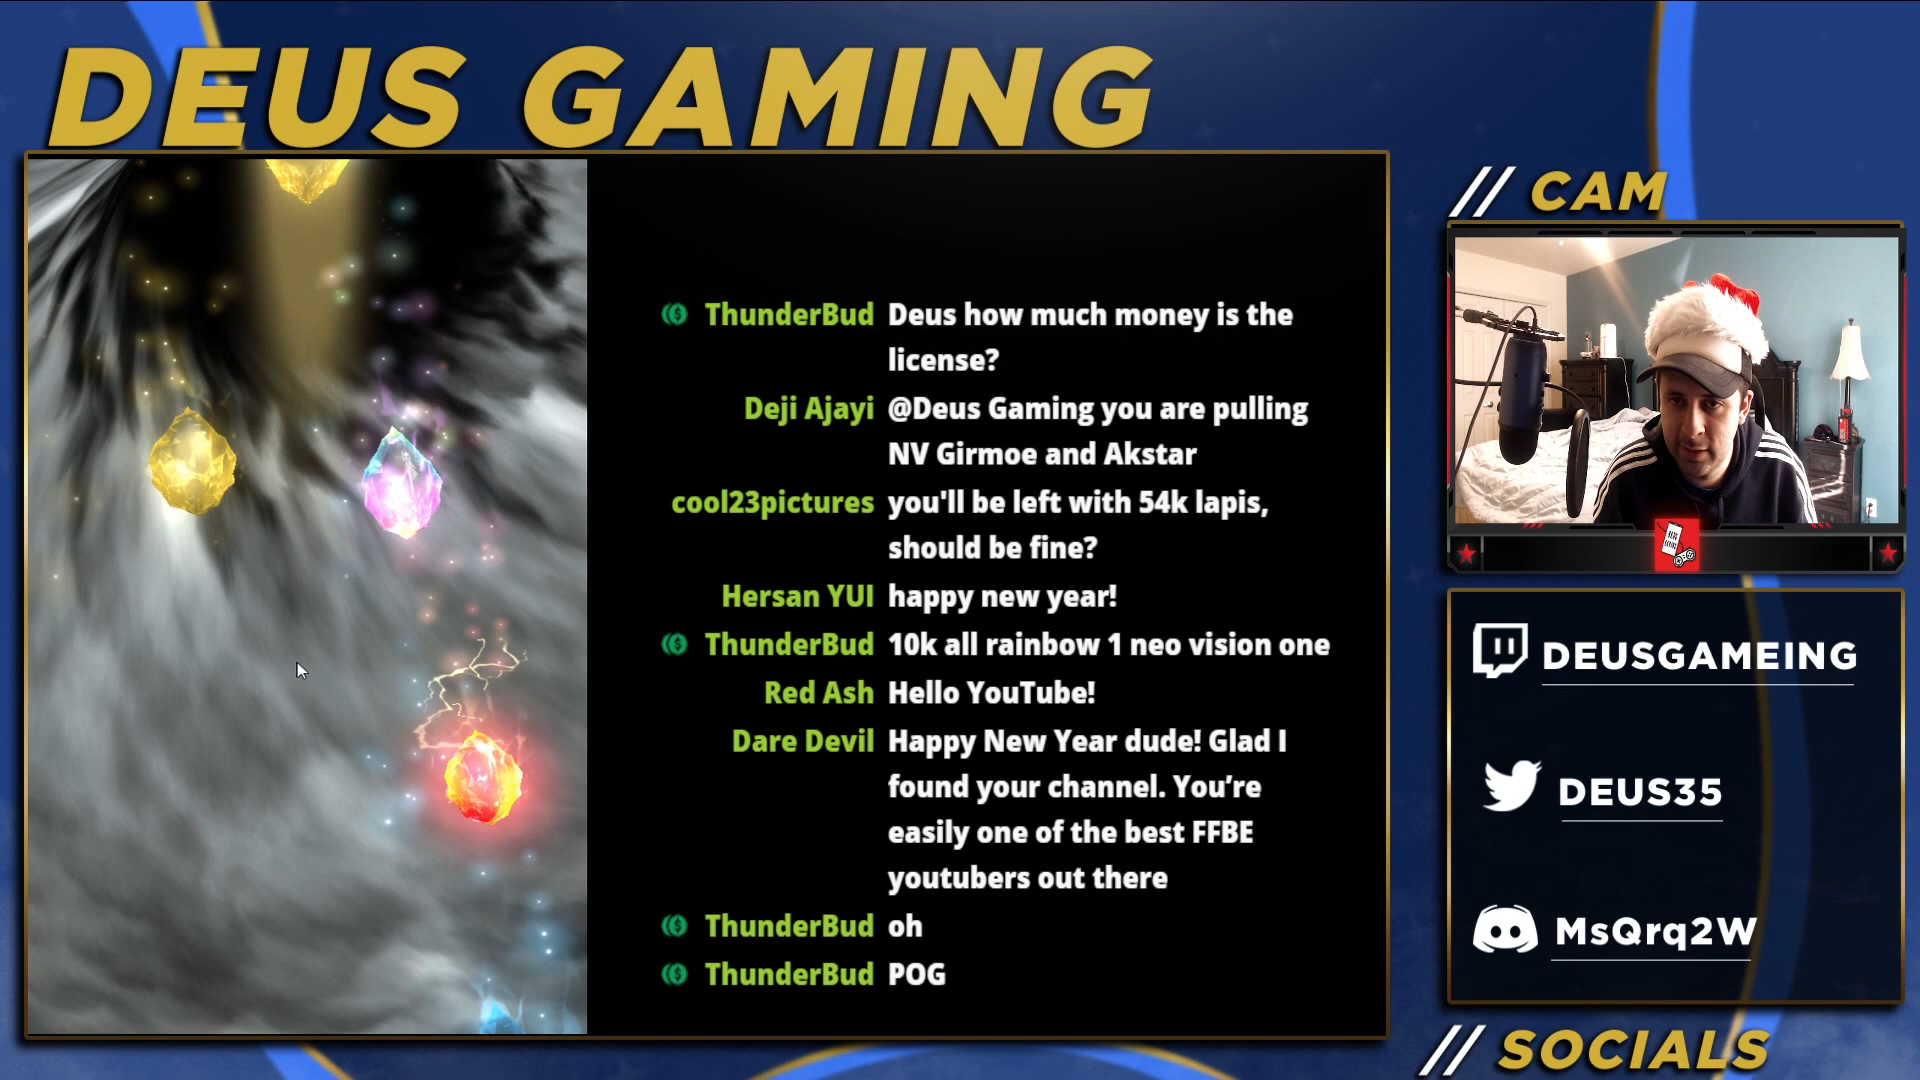 DEUS GAMING
// CAM
ThunderBud Deus how much money is the
license?
Deji Ajayi @Deus Gaming you are pulling
NV Girmoe and Akstar
cool23pictures you'll be left with 54k lapis,
should be fine?
Hersan YUI happy new year!
ThunderBud 10k all rainbow 1 neo vision one
Red Ash Hello YouTube!
Dare Devil Happy New Year dude! Glad I
found your channel. You’re
easily one of the best FFBE
youtubers out there
ThunderBud oh
ThunderBud POG
DEUSGAMEING
DEUS35
MsQrq2W
// SOCIALS